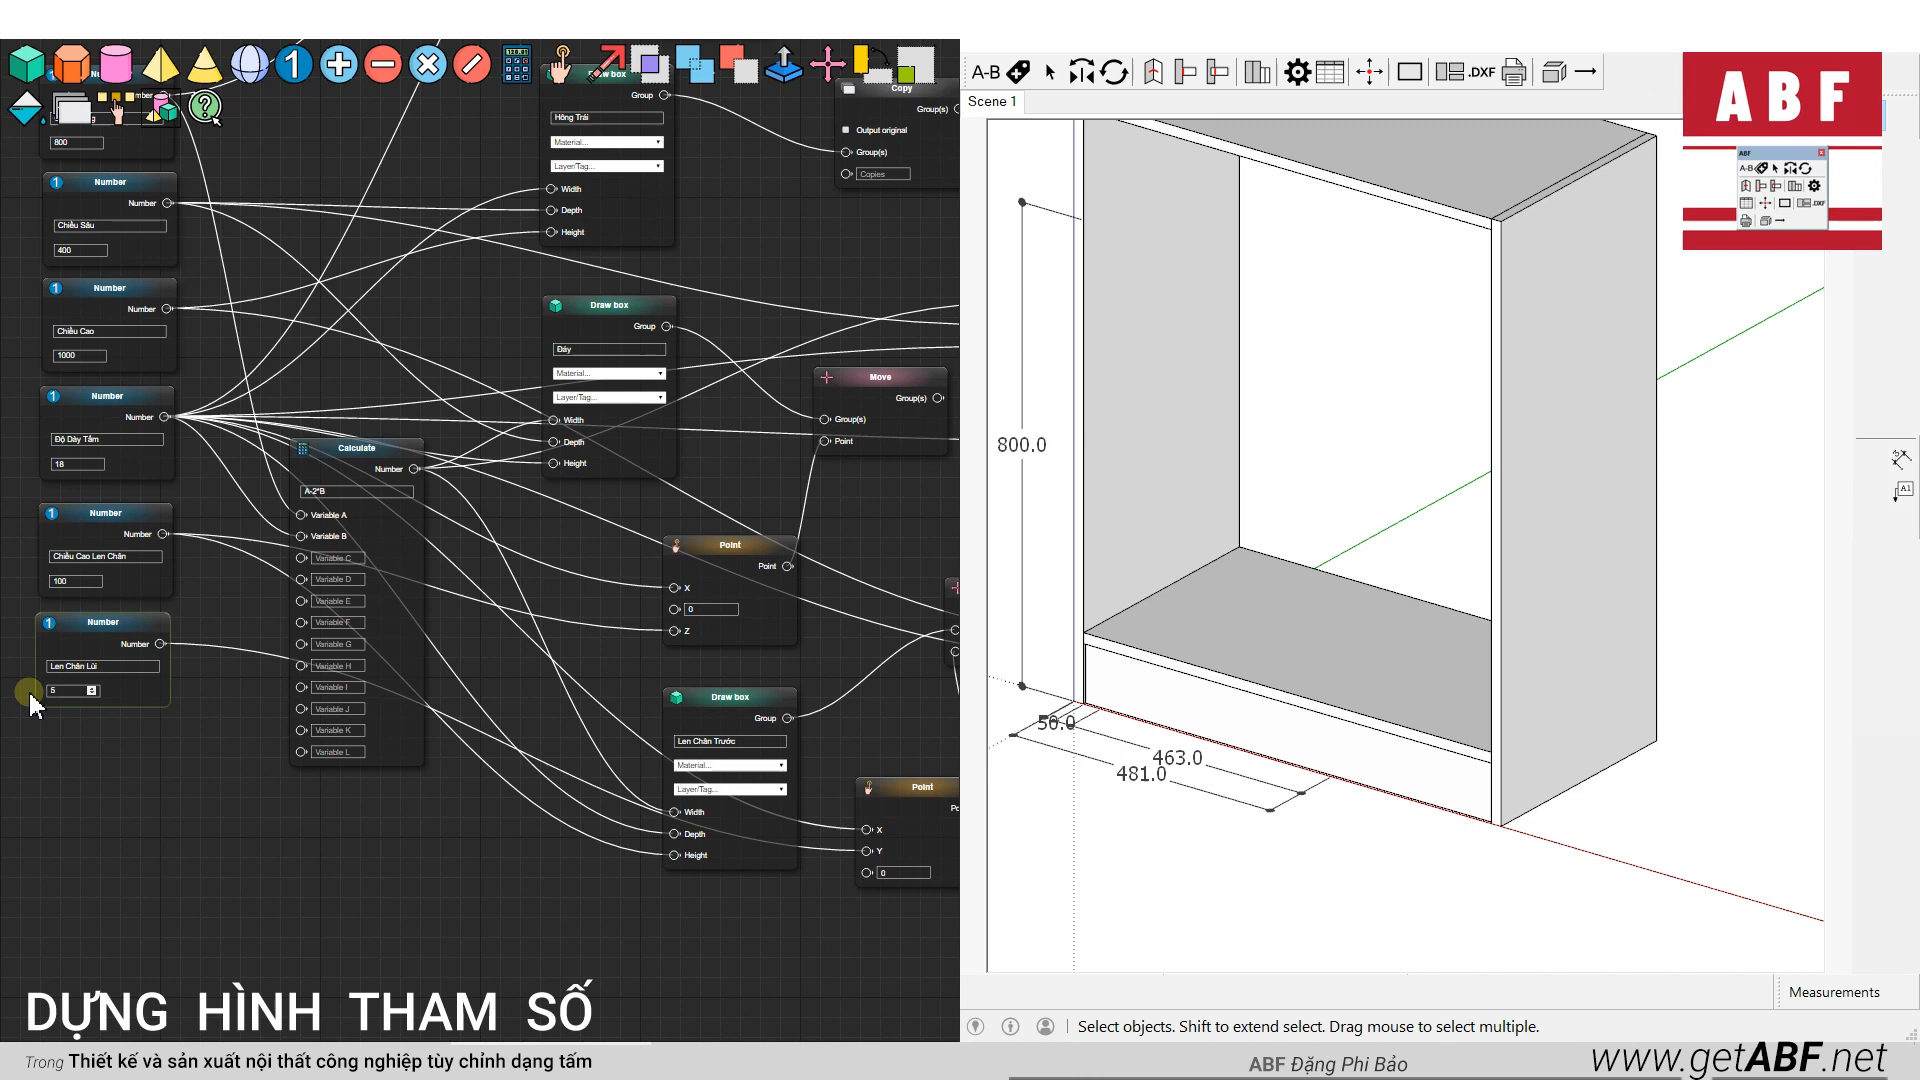 Draw box
Group
Hông Trái
Material...
Layer/Tag...
Width
Depth
Height
Copy
Group(s)
Output original
Group(s)
Copies
800
Number
Number
Chiều Sâu
400
Number
Number
Chiều Cao
1000
Number
Number
Độ Dày Tấm
18
Number
Number
Chiều Cao Len Chân
100
Number
Number
Len Chân Lùi
5
Calculate
Number
A-2*B
Variable A
Variable B
Variable C
Variable D
Variable E
Variable F
Variable G
Variable H
Variable I
Variable J
Variable K
Variable L
Draw box
Group
Đáy
Material...
Layer/Tag...
Width
Depth
Height
Move
Group(s)
Group(s)
Point
Point
Point
X
0
Z
Draw box
Group
Len Chân Trước
Material...
Layer/Tag...
Width
Depth
Height
Point
X
Y
0
A-B
.DXF
Scene 1
ABF
ABF
A-B
.DXF
A1
800.0
50.0
463.0
481.0
Measurements
Select objects. Shift to extend select. Drag mouse to select multiple.
DỰNG HÌNH THAM SỐ
Trong Thiết kế và sản xuất nội thất công nghiệp tùy chỉnh dạng tấm
ABF Đặng Phi Bảo
www.getABF.net